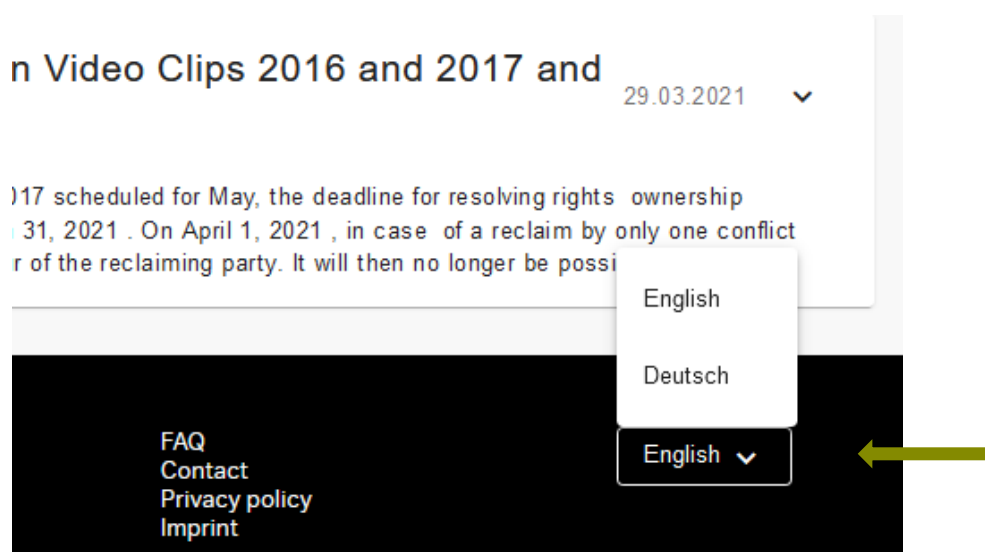 n Video Clips 2016 and 2017 and
29.03.2021
017 scheduled for May, the deadline for resolving rights ownership
31, 2021 . On April 1, 2021 , in case of a reclaim by only one conflict
r of the reclaiming party. It will then no longer be possi
English
Deutsch
English
FAQ
Contact
Privacy policy
Imprint